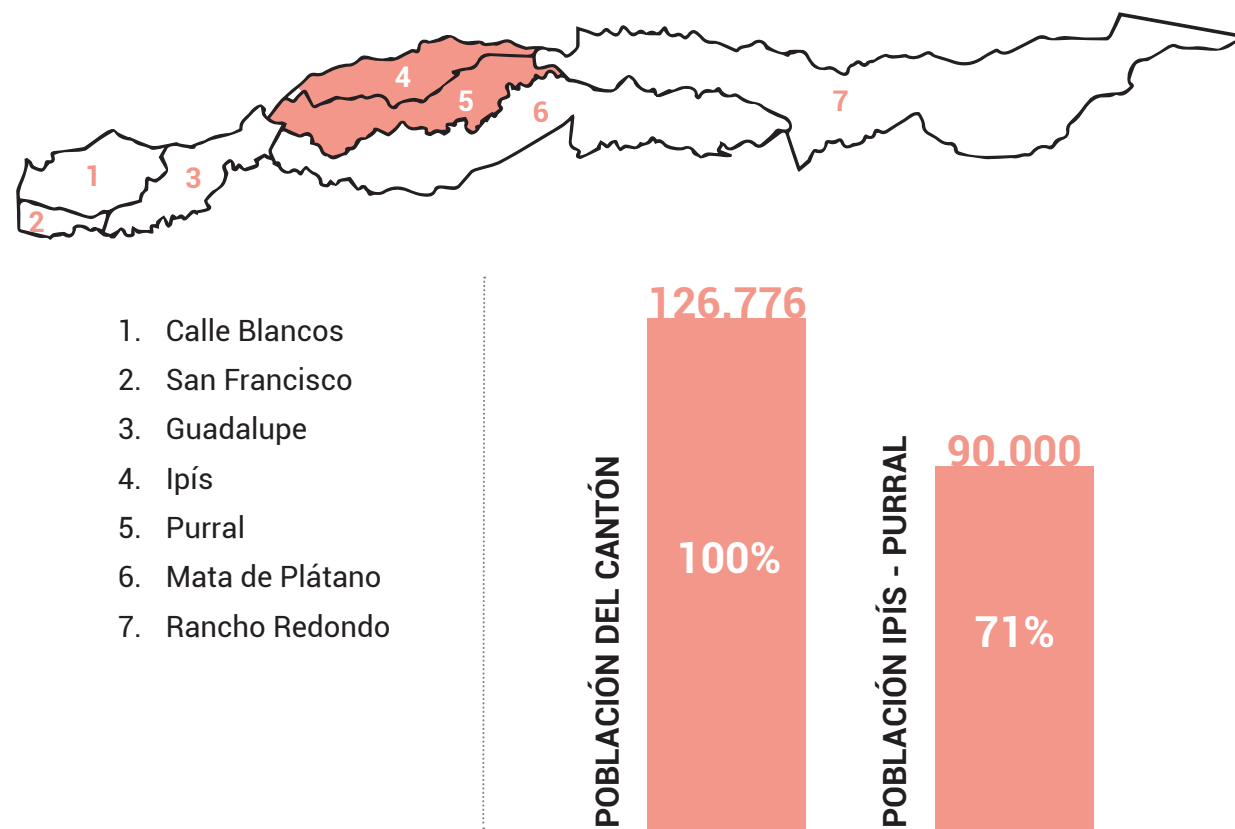 4
5
6
7
1
3
2
1. Calle Blancos
2. San Francisco
3. Guadalupe
4. Ipís
5. Purral
6. Mata de Plátano
7. Rancho Redondo
POBLACIÓN DEL CANTÓN
126.776
100%
POBLACIÓN IPÍS - PURRAL
90.000
71%